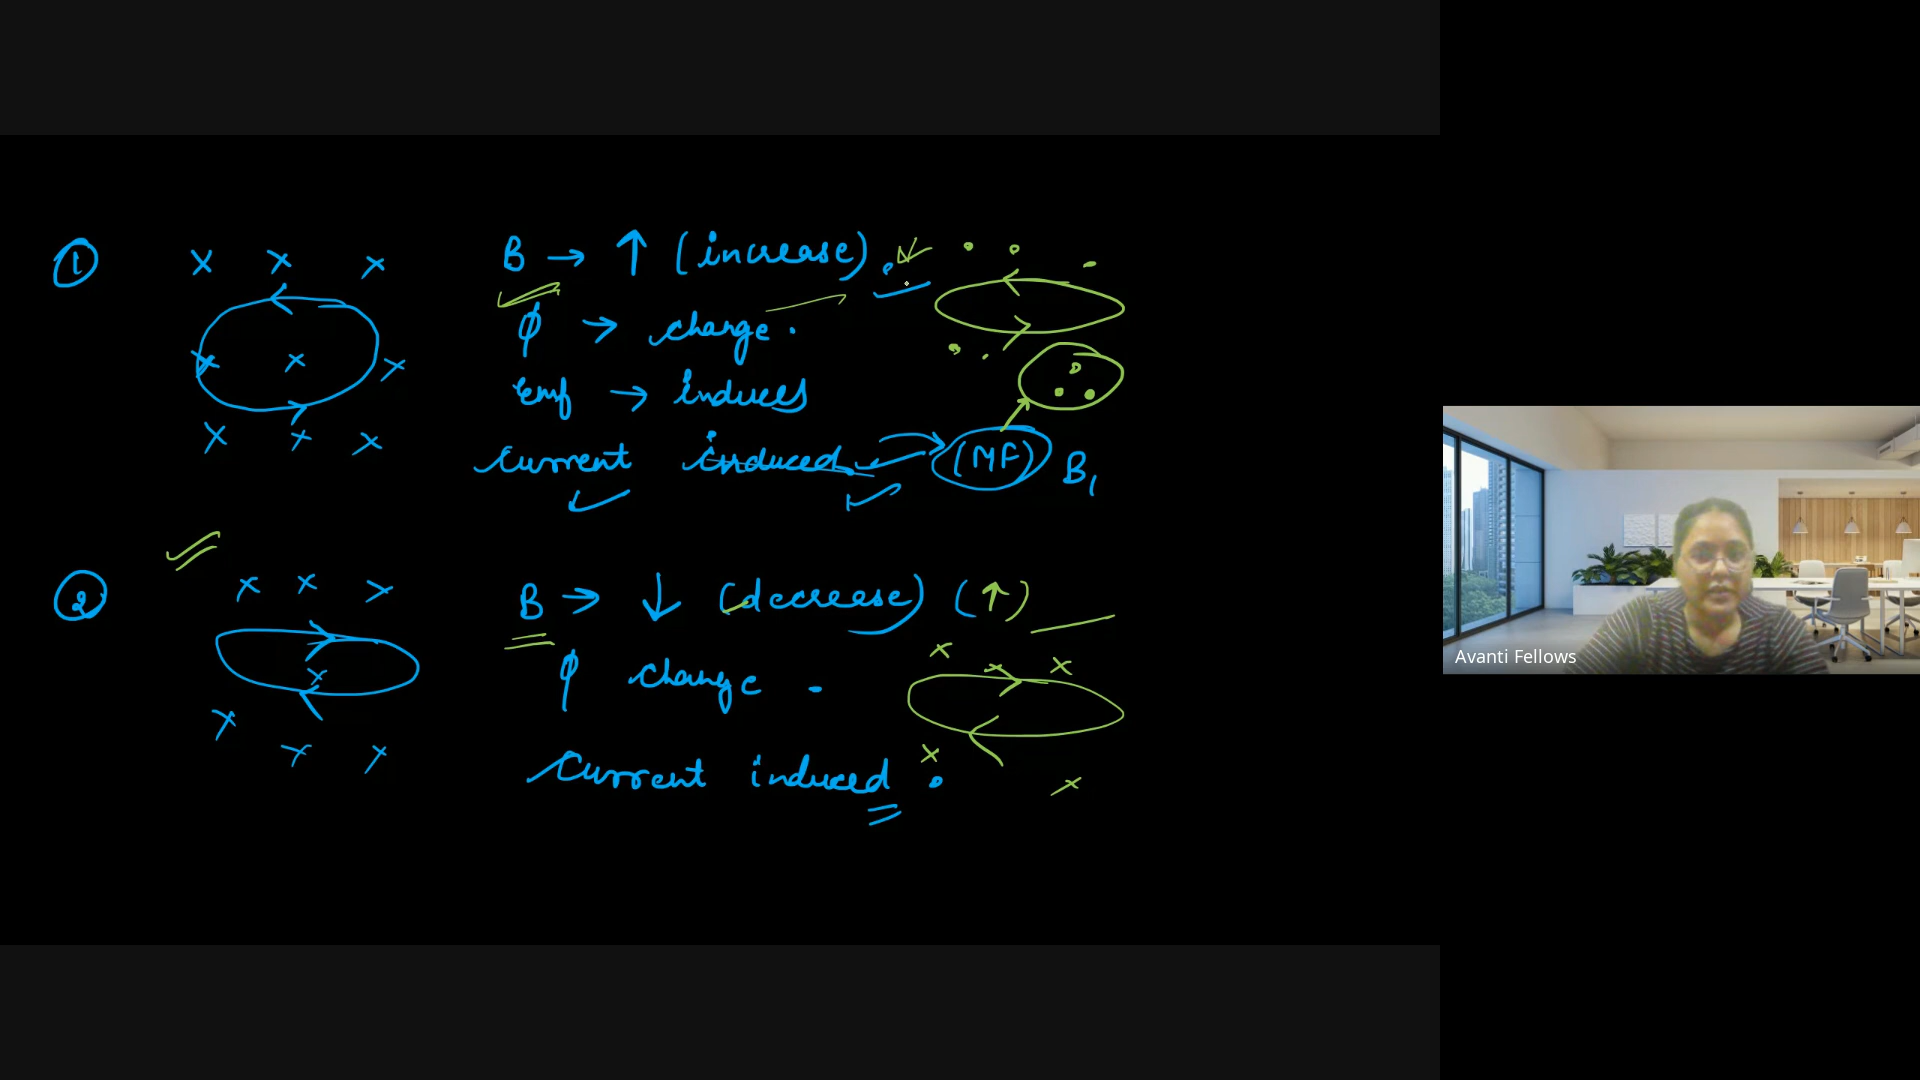 ① x x x
B → ↑ (increase).
ϕ → change.
x x x
emf → induces
x x x
Current induced → (MF) B₁
② x x x
B → ↓ (decrease) (↑)
x x x
x
ϕ change.
x x x
Current induced.
x x
Avanti Fellows